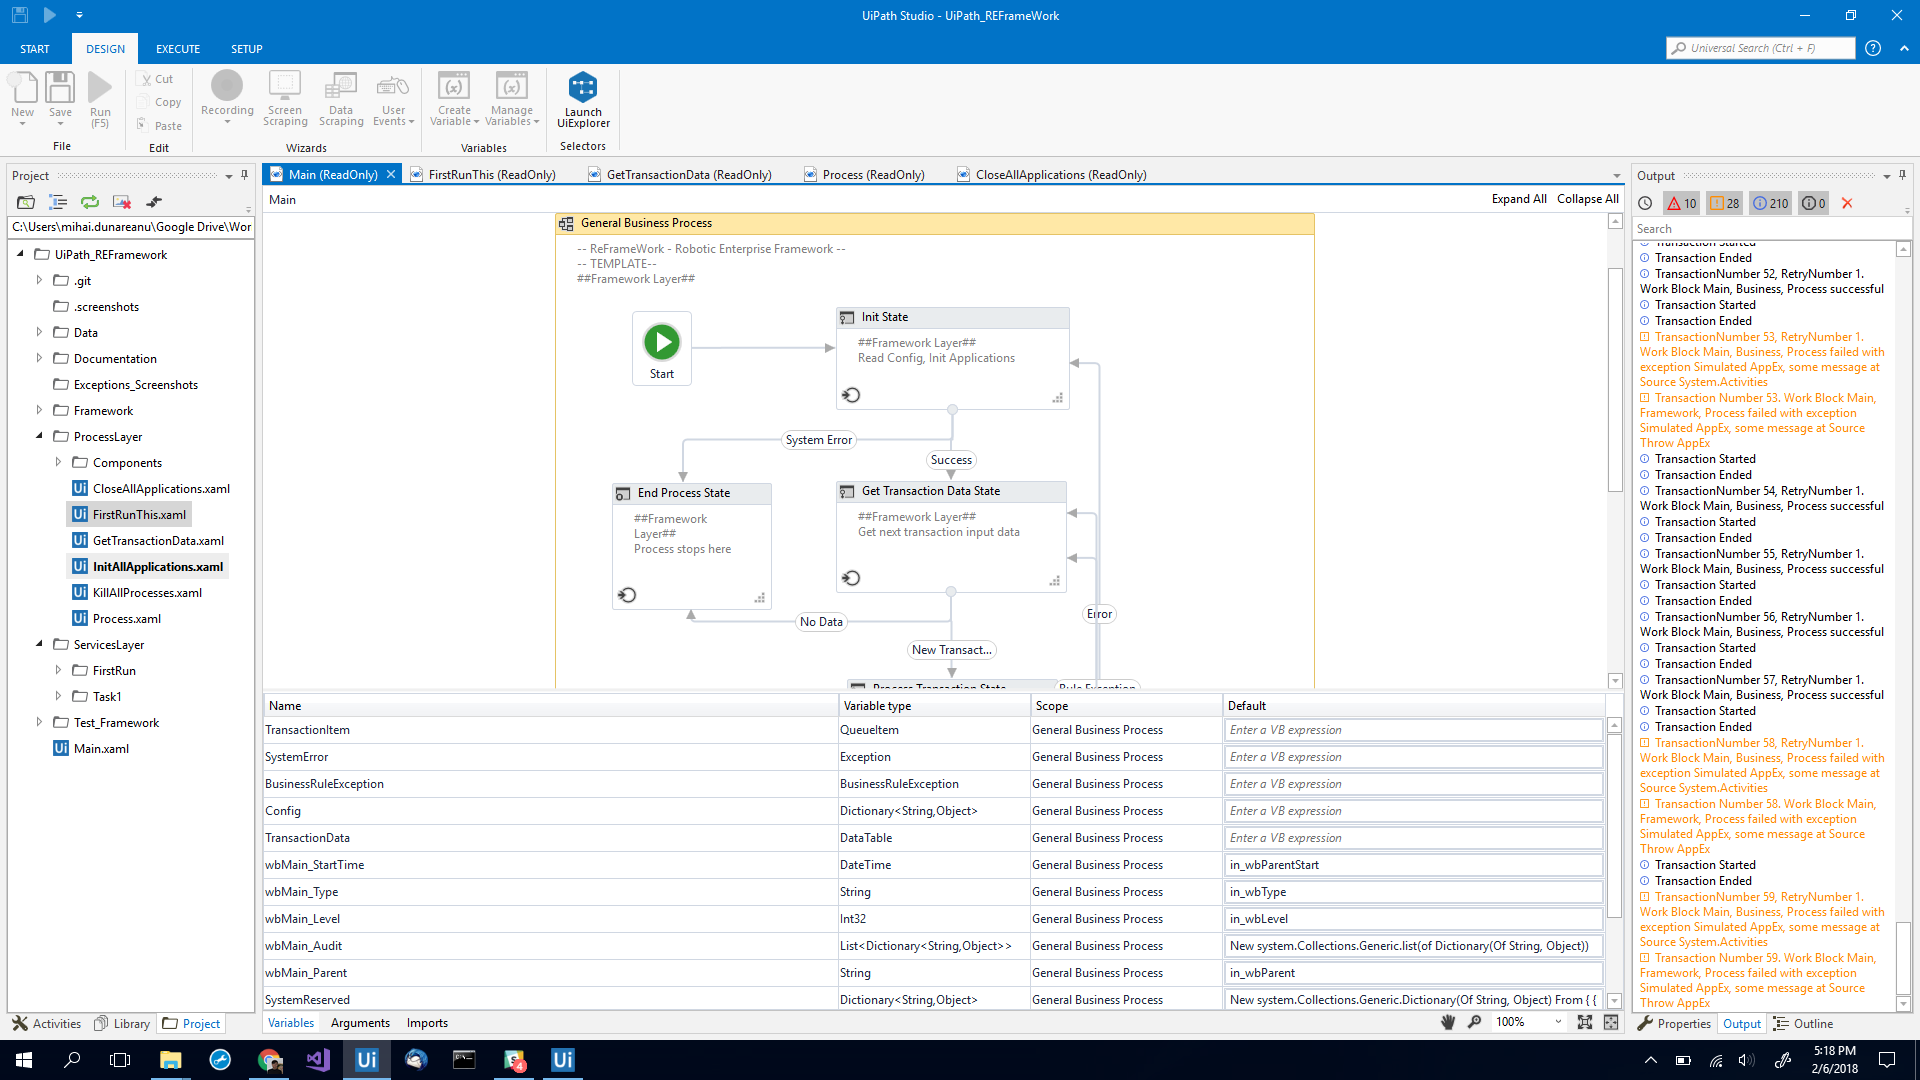 UiPath Studio - UiPath_REFrameWork
START
DESIGN
EXECUTE
SETUP
Universal Search (Ctrl + F)
New
Save
Run
(F5)
File
Cut
Copy
Paste
Edit
Recording
Screen
Scraping
Data
Scraping
User
Events
Wizards
Create
Variable
Manage
Variables
Variables
Launch
UiExplorer
Selectors
Project
C:\Users\mihai.dunareanu\Google Drive\Wor
UiPath_REFramework
.git
.screenshots
Data
Documentation
Exceptions_Screenshots
Framework
ProcessLayer
Components
CloseAllApplications.xaml
FirstRunThis.xaml
GetTransactionData.xaml
InitAllApplications.xaml
KillAllProcesses.xaml
Process.xaml
ServicesLayer
FirstRun
Task1
Test_Framework
Main.xaml
Activities
Library
Project
Main (ReadOnly)
FirstRunThis (ReadOnly)
GetTransactionData (ReadOnly)
Process (ReadOnly)
CloseAllApplications (ReadOnly)
Main
Expand All
Collapse All
General Business Process
-- ReFrameWork - Robotic Enterprise Framework --
-- TEMPLATE--
##Framework Layer##
Start
Init State
##Framework Layer##
Read Config, Init Applications
System Error
Success
End Process State
##Framework
Layer##
Process stops here
Get Transaction Data State
##Framework Layer##
Get next transaction input data
No Data
Error
New Transact...
Process Transaction State
Rule Exception
Name
Variable type
Scope
Default
TransactionItem
QueueItem
General Business Process
Enter a VB expression
SystemError
Exception
General Business Process
Enter a VB expression
BusinessRuleException
BusinessRuleException
General Business Process
Enter a VB expression
Config
Dictionary<String,Object>
General Business Process
Enter a VB expression
TransactionData
DataTable
General Business Process
Enter a VB expression
wbMain_StartTime
DateTime
General Business Process
in_wbParentStart
wbMain_Type
String
General Business Process
in_wbType
wbMain_Level
Int32
General Business Process
in_wbLevel
wbMain_Audit
List<Dictionary<String,Object>>
General Business Process
New system.Collections.Generic.list(of Dictionary(Of String, Object))
wbMain_Parent
String
General Business Process
in_wbParent
SystemReserved
Dictionary<String,Object>
General Business Process
New system.Collections.Generic.Dictionary(Of String, Object) From { {
Variables
Arguments
Imports
100%
Output
10
28
210
0
Search
Transaction Started
Transaction Ended
TransactionNumber 52, RetryNumber 1.
Work Block Main, Business, Process successful
Transaction Started
Transaction Ended
TransactionNumber 53, RetryNumber 1.
Work Block Main, Business, Process failed with
exception Simulated AppEx, some message at
Source System.Activities
Transaction Number 53. Work Block Main,
Framework, Process failed with exception
Simulated AppEx, some message at Source
Throw AppEx
Transaction Started
Transaction Ended
TransactionNumber 54, RetryNumber 1.
Work Block Main, Business, Process successful
Transaction Started
Transaction Ended
TransactionNumber 55, RetryNumber 1.
Work Block Main, Business, Process successful
Transaction Started
Transaction Ended
TransactionNumber 56, RetryNumber 1.
Work Block Main, Business, Process successful
Transaction Started
Transaction Ended
TransactionNumber 57, RetryNumber 1.
Work Block Main, Business, Process successful
Transaction Started
Transaction Ended
TransactionNumber 58, RetryNumber 1.
Work Block Main, Business, Process failed with
exception Simulated AppEx, some message at
Source System.Activities
Transaction Number 58. Work Block Main,
Framework, Process failed with exception
Simulated AppEx, some message at Source
Throw AppEx
Transaction Started
Transaction Ended
TransactionNumber 59, RetryNumber 1.
Work Block Main, Business, Process failed with
exception Simulated AppEx, some message at
Source System.Activities
Transaction Number 59. Work Block Main,
Framework, Process failed with exception
Simulated AppEx, some message at Source
Throw AppEx
Properties
Output
Outline
5:18 PM
2/6/2018